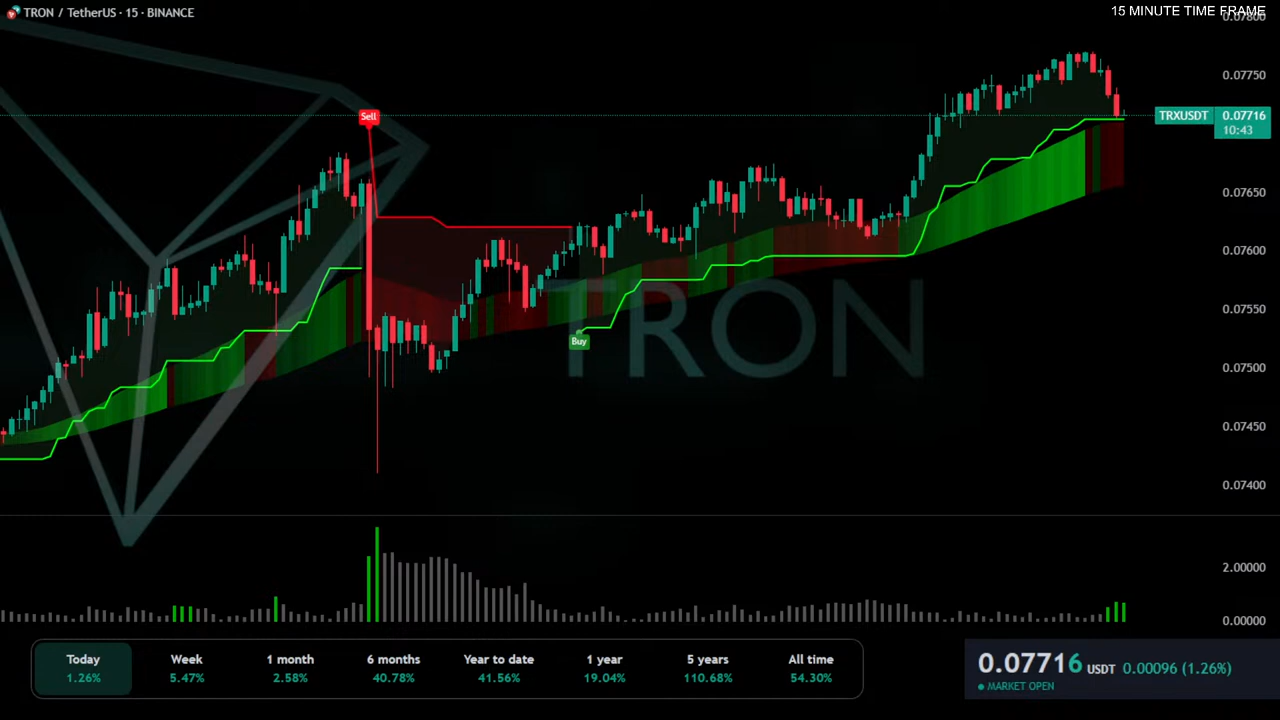 TRON / TetherUS · 15 · BINANCE
15 MINUTE TIME FRAME
0.07800
0.07750
TRXUSDT 0.07716
10:43
0.07650
0.07600
0.07550
0.07500
0.07450
0.07400
Sell
Buy
TRON
2.00000
0.00000
Today Week 1 month 6 months Year to date 1 year 5 years All time
1.26% 5.47% 2.58% 40.78% 41.56% 19.04% 110.68% 54.30%
0.07716 USDT 0.00096 (1.26%)
MARKET OPEN